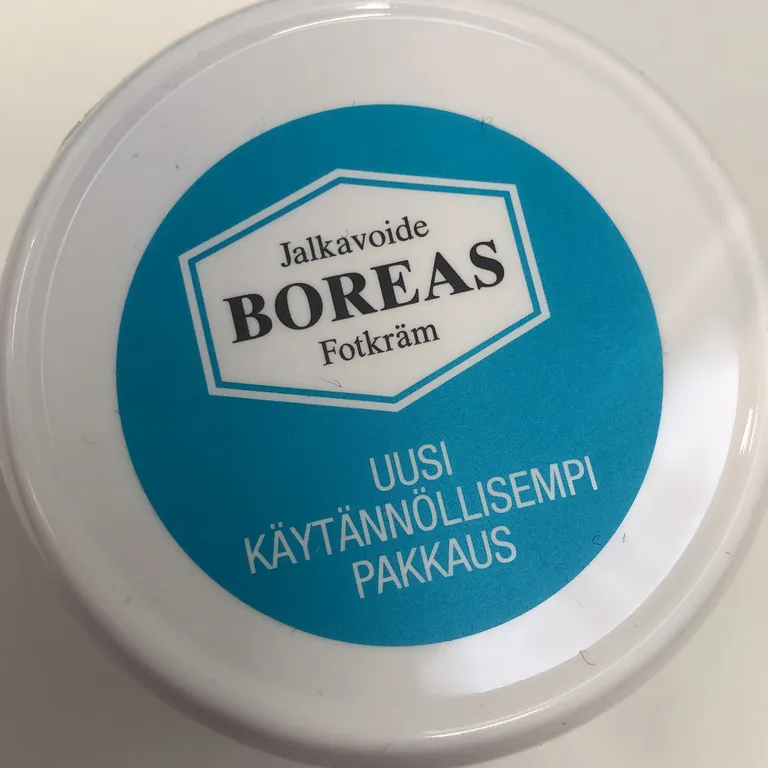 Jalkavoide
BOREAS
Fotkräm
UUSI
KÄYTÄNNÖLLISEMPI
PAKKAUS